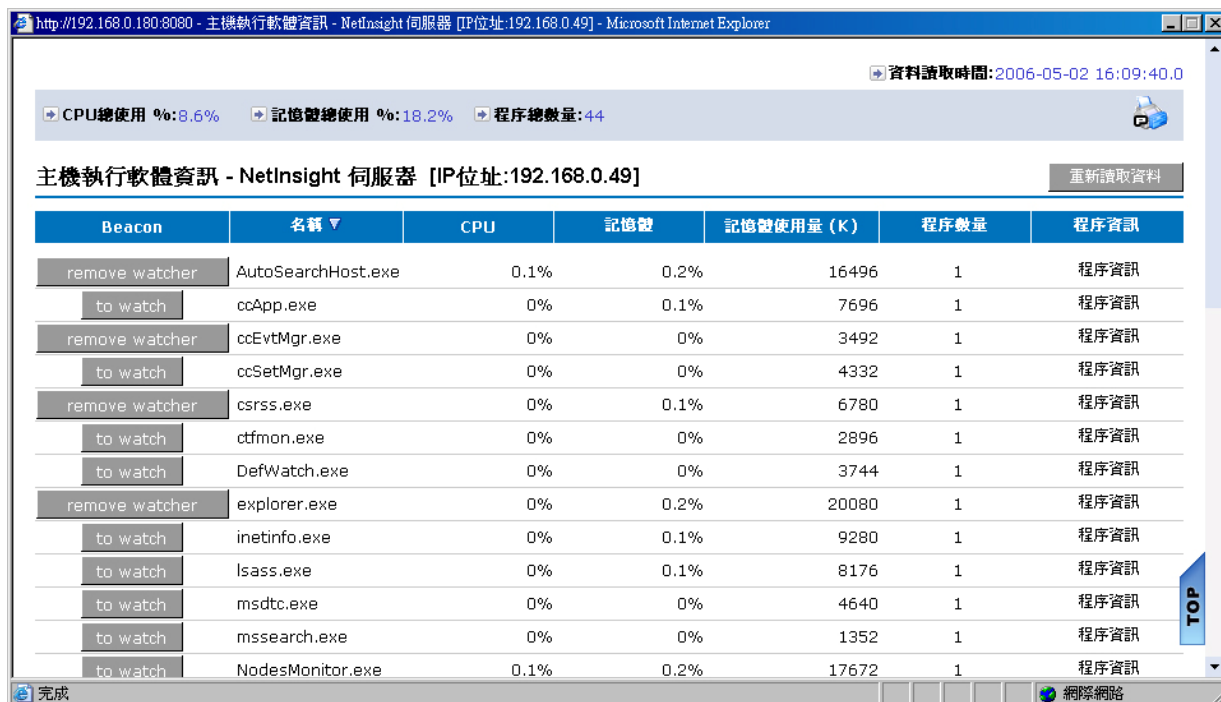 http://192.168.0.180:8080 - 主機執行軟體資訊 - NetInsight 伺服器 [IP位址:192.168.0.49] - Microsoft Internet Explorer
資料讀取時間:2006-05-02 16:09:40.0
CPU總使用 %:8.6% 記憶體總使用 %:18.2% 程序總數量:44
主機執行軟體資訊 - NetInsight 伺服器 [IP位址:192.168.0.49] 重新讀取資料
Beacon 名稱 CPU 記憶體 記憶體使用量 (K) 程序數量 程序資訊
remove watcher AutoSearchHost.exe 0.1% 0.2% 16496 1 程序資訊
to watch ccApp.exe 0% 0.1% 7696 1 程序資訊
remove watcher ccEvtMgr.exe 0% 0% 3492 1 程序資訊
to watch ccSetMgr.exe 0% 0% 4332 1 程序資訊
remove watcher csrss.exe 0% 0.1% 6780 1 程序資訊
to watch ctfmon.exe 0% 0% 2896 1 程序資訊
to watch DefWatch.exe 0% 0% 3744 1 程序資訊
remove watcher explorer.exe 0% 0.2% 20080 1 程序資訊
to watch inetinfo.exe 0% 0.1% 9280 1 程序資訊
to watch lsass.exe 0% 0.1% 8176 1 程序資訊
to watch msdtc.exe 0% 0% 4640 1 程序資訊
to watch mssearch.exe 0% 0% 1352 1 程序資訊
to watch NodesMonitor.exe 0.1% 0.2% 17672 1 程序資訊
TOP
完成 網際網路